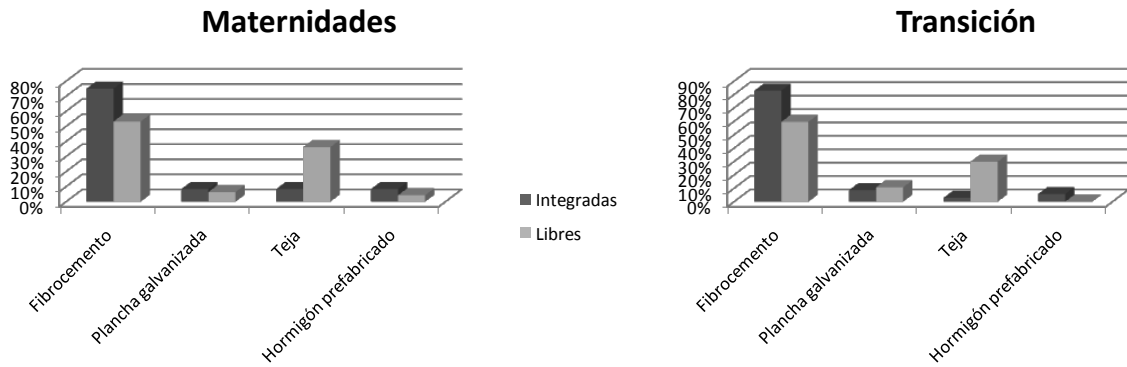 Maternidades
80%
70%
60%
50%
40%
30%
20%
10%
0%
Fibrocemento
Plancha galvanizada
Teja
Hormigón prefabricado
Integradas
Libres
Transición
90%
80%
70%
60%
50%
40%
30%
20%
10%
0%
Fibrocemento
Plancha galvanizada
Teja
Hormigón prefabricado